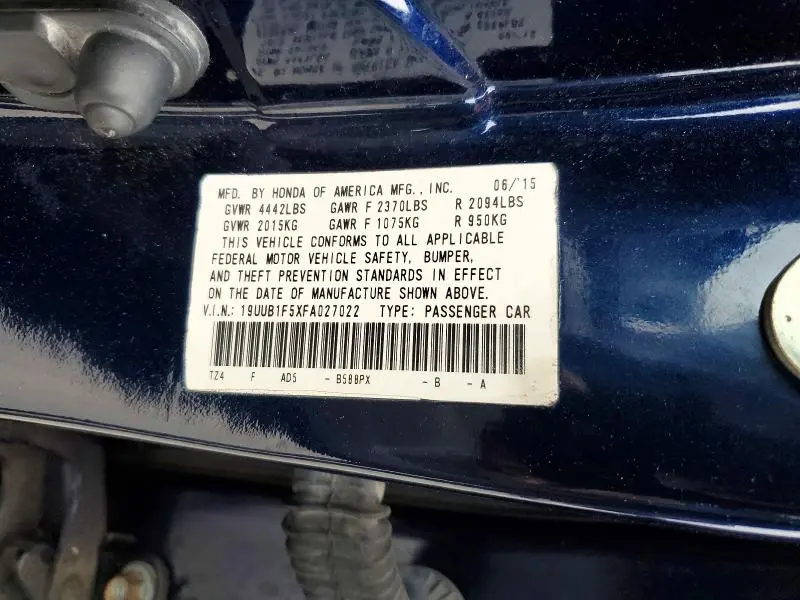 MFD. BY HONDA OF AMERICA MFG., INC. 06/'15
GVWR 4442LBS GAWR F 2370LBS R 2094LBS
GVWR 2015KG GAWR F 1075KG R 950KG
THIS VEHICLE CONFORMS TO ALL APPLICABLE
FEDERAL MOTOR VEHICLE SAFETY, BUMPER,
AND THEFT PREVENTION STANDARDS IN EFFECT
ON THE DATE OF MANUFACTURE SHOWN ABOVE.
V.I.N.: 19UUB1F5XFA027022 TYPE: PASSENGER CAR
TZ4 F AD5 - B588PX - B - A